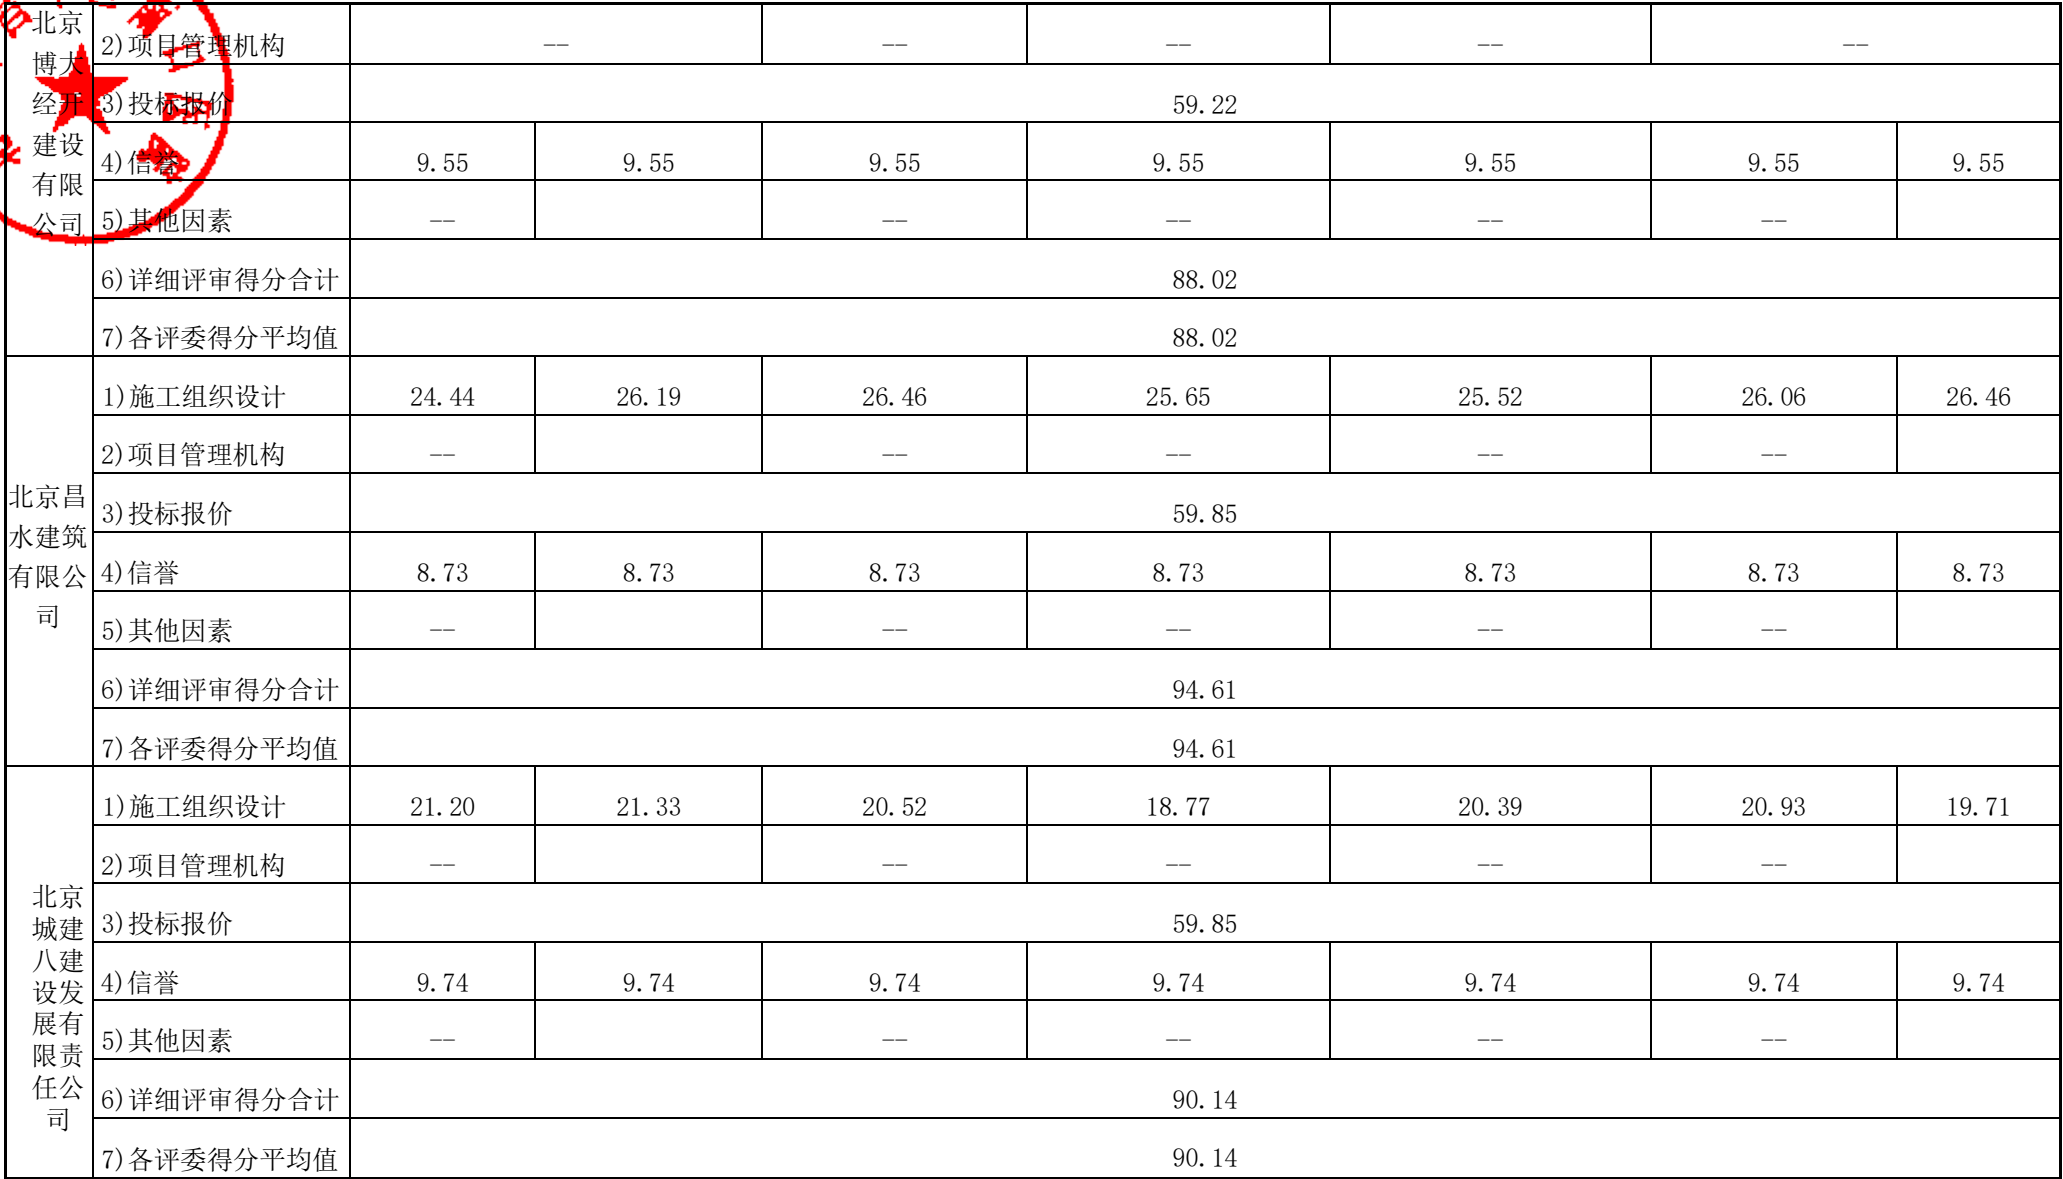 北京博大经开建设有限公司
2)项目管理机构 -- -- -- -- --
3)投标报价 59.22
4)信誉 9.55 9.55 9.55 9.55 9.55 9.55 9.55
5)其他因素 -- -- -- -- --
6)详细评审得分合计 88.02
7)各评委得分平均值 88.02
北京昌水建筑有限公司
1)施工组织设计 24.44 26.19 26.46 25.65 25.52 26.06 26.46
2)项目管理机构 -- -- -- -- --
3)投标报价 59.85
4)信誉 8.73 8.73 8.73 8.73 8.73 8.73 8.73
5)其他因素 -- -- -- -- --
6)详细评审得分合计 94.61
7)各评委得分平均值 94.61
北京城建八建设发展有限责任公司
1)施工组织设计 21.20 21.33 20.52 18.77 20.39 20.93 19.71
2)项目管理机构 -- -- -- -- --
3)投标报价 59.85
4)信誉 9.74 9.74 9.74 9.74 9.74 9.74 9.74
5)其他因素 -- -- -- -- --
6)详细评审得分合计 90.14
7)各评委得分平均值 90.14